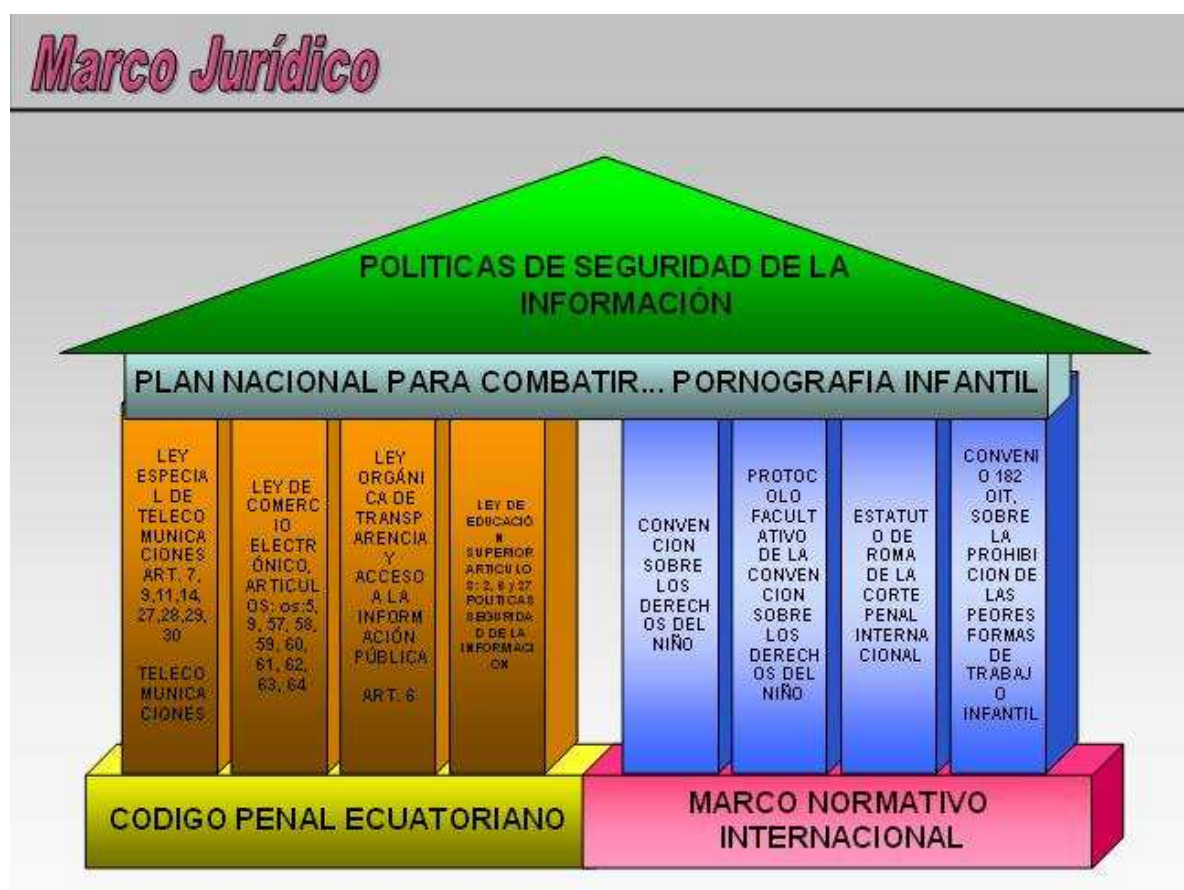 Marco Jurídico
POLITICAS DE SEGURIDAD DE LA
INFORMACIÓN
PLAN NACIONAL PARA COMBATIR... PORNOGRAFIA INFANTIL
LEY
ESPECIA
L DE
TELECO
MUNICA
CIONES
ART. 7,
9,11,14,
27,28,29,
30
TELECO
MUNICA
CIONES
LEY DE
COMERC
IO
ELECTR
ÓNICO,
ARTICUL
OS: os:5,
9, 57, 58,
59, 60,
61, 62,
63, 64
LEY
ORGÁNI
CA DE
TRANSP
ARENCIA
Y
ACCESO
A LA
INFORM
ACIÓN
PÚBLICA
ART. 6
LEY DE
EDUCACIÓ
N
SUPERIOR
ARTICULO
S: 2, 6 y 27
POLITICAS
SEGURIDA
D DE LA
INFORMACI
ON
CONVEN
CION
SOBRE
LOS
DERECH
OS DEL
NIÑO
PROTOC
OLO
FACULT
ATIVO
DE LA
CONVEN
CION
SOBRE
LOS
DERECH
OS DEL
NIÑO
ESTATUT
O DE
ROMA
DE LA
CORTE
PENAL
INTERNA
CIONAL
CONVENI
O 182
OIT,
SOBRE
LA
PROHIBI
CION DE
LAS
PEORES
FORMAS
DE
TRABAJ
O
INFANTIL
CODIGO PENAL ECUATORIANO
MARCO NORMATIVO
INTERNACIONAL